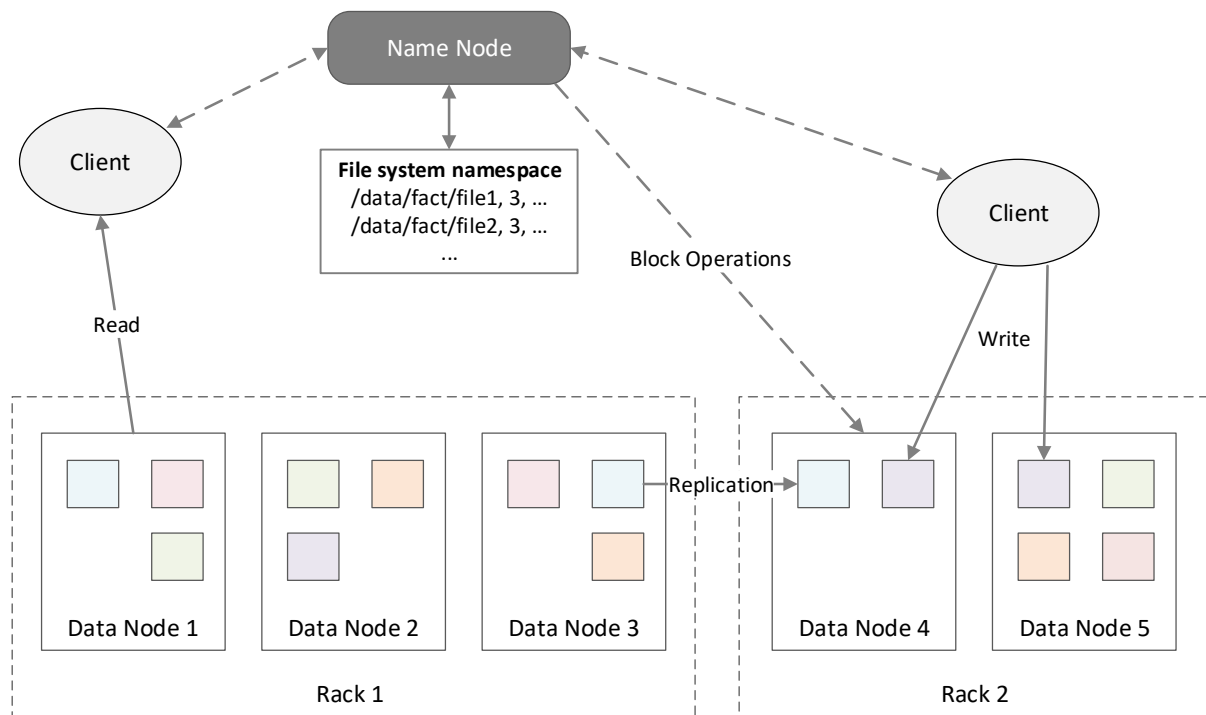 Name Node
Client
File system namespace
/data/fact/file1, 3, ...
/data/fact/file2, 3, ...
...
Client
Block Operations
Read
Write
Replication
Data Node 1
Data Node 2
Data Node 3
Data Node 4
Data Node 5
Rack 1
Rack 2